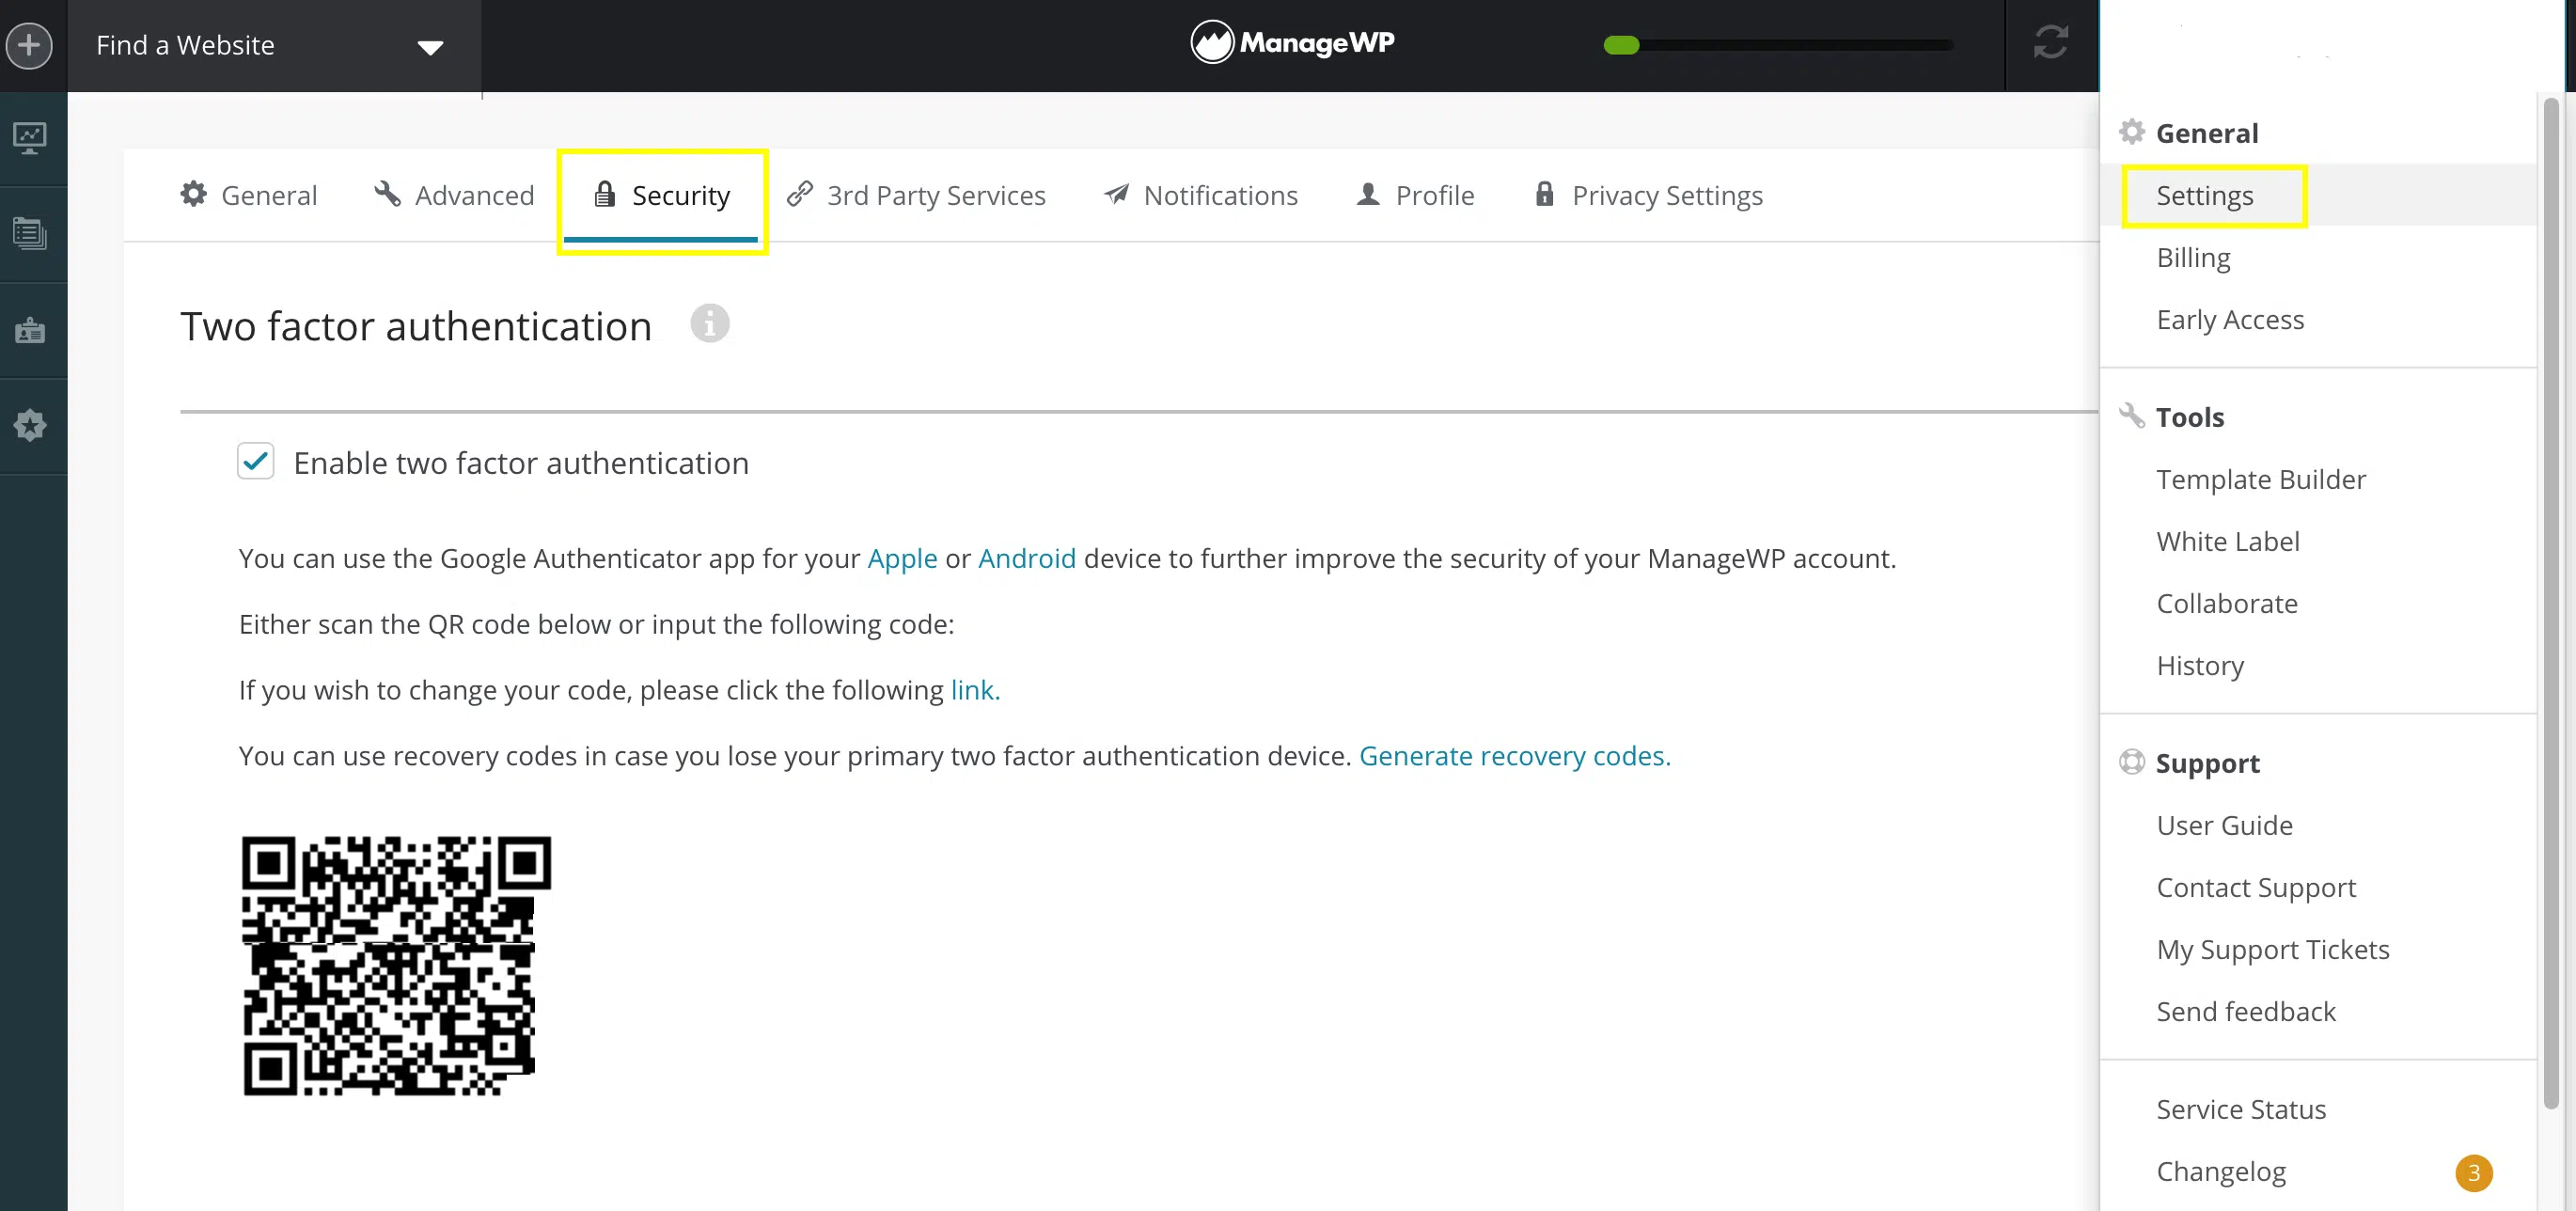 Find a Website
ManageWP
General
Advanced
Security
3rd Party Services
Notifications
Profile
Privacy Settings
Two factor authentication
Enable two factor authentication
You can use the Google Authenticator app for your Apple or Android device to further improve the security of your ManageWP account.
Either scan the QR code below or input the following code:
If you wish to change your code, please click the following link.
You can use recovery codes in case you lose your primary two factor authentication device. Generate recovery codes.
General
Settings
Billing
Early Access
Tools
Template Builder
White Label
Collaborate
History
Support
User Guide
Contact Support
My Support Tickets
Send feedback
Service Status
Changelog 3